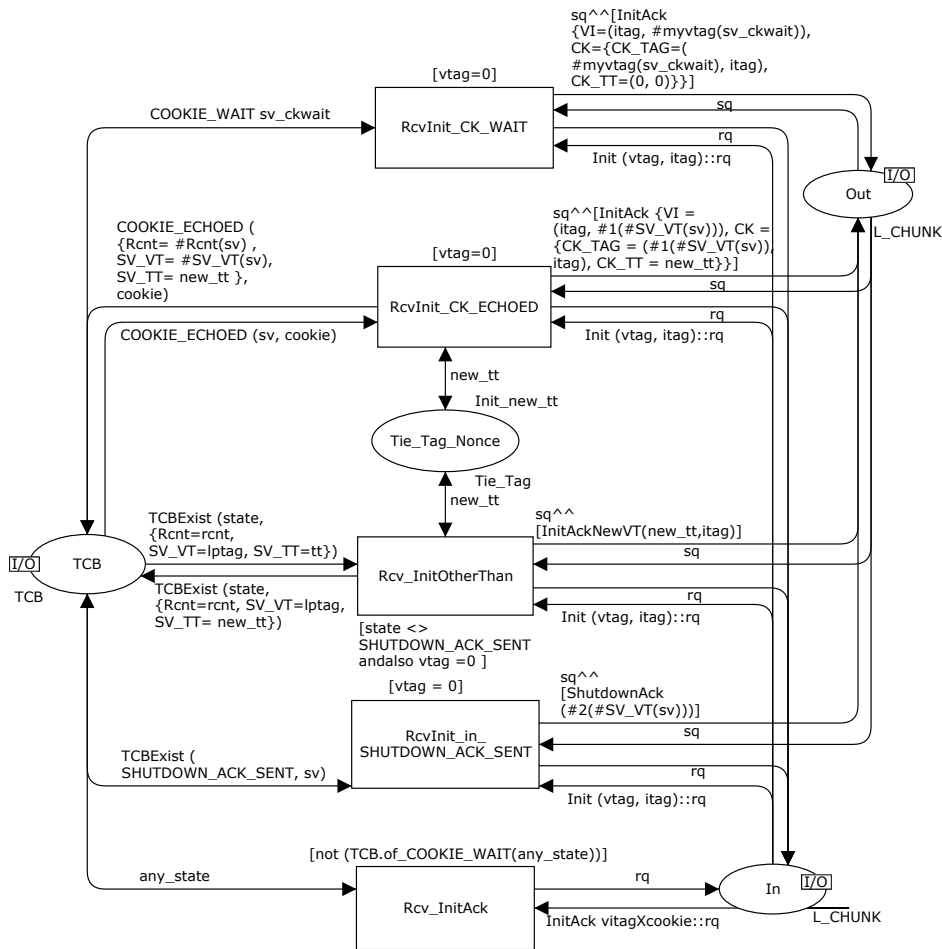 sq^^[InitAck
{VI=(itag, #myvtag(sv_ckwait)),
CK={CK_TAG=(
#myvtag(sv_ckwait), itag),
CK_TT=(0, 0)}}]
[vtag=0]
sq
COOKIE_WAIT sv_ckwait
RcvInit_CK_WAIT
rq
Init (vtag, itag)::rq
I/O
Out
L_CHUNK
COOKIE_ECHOED (
{Rcnt= #Rcnt(sv) ,
SV_VT= #SV_VT(sv),
SV_TT= new_tt },
cookie)
sq^^[InitAck {VI =
(itag, #1(#SV_VT(sv))), CK =
{CK_TAG = (#1(#SV_VT(sv)),
itag), CK_TT = new_tt}}]
[vtag=0]
sq
RcvInit_CK_ECHOED
rq
COOKIE_ECHOED (sv, cookie)
Init (vtag, itag)::rq
new_tt
Init_new_tt
Tie_Tag_Nonce
Tie_Tag
new_tt
TCBExist (state,
{Rcnt=rcnt,
SV_VT=lptag, SV_TT=tt})
sq^^
[InitAckNewVT(new_tt,itag)]
sq
I/O
TCB
TCB
Rcv_InitOtherThan
TCBExist (state,
{Rcnt=rcnt, SV_VT=lptag,
SV_TT= new_tt})
rq
Init (vtag, itag)::rq
[state <>
SHUTDOWN_ACK_SENT
andalso vtag =0 ]
[vtag = 0]
sq^^
[ShutdownAck
(#2(#SV_VT(sv)))]
sq
RcvInit_in_
SHUTDOWN_ACK_SENT
TCBExist (
SHUTDOWN_ACK_SENT, sv)
rq
Init (vtag, itag)::rq
[not (TCB.of_COOKIE_WAIT(any_state))]
any_state
Rcv_InitAck
rq
InitAck vitagXcookie::rq
In
I/O
L_CHUNK